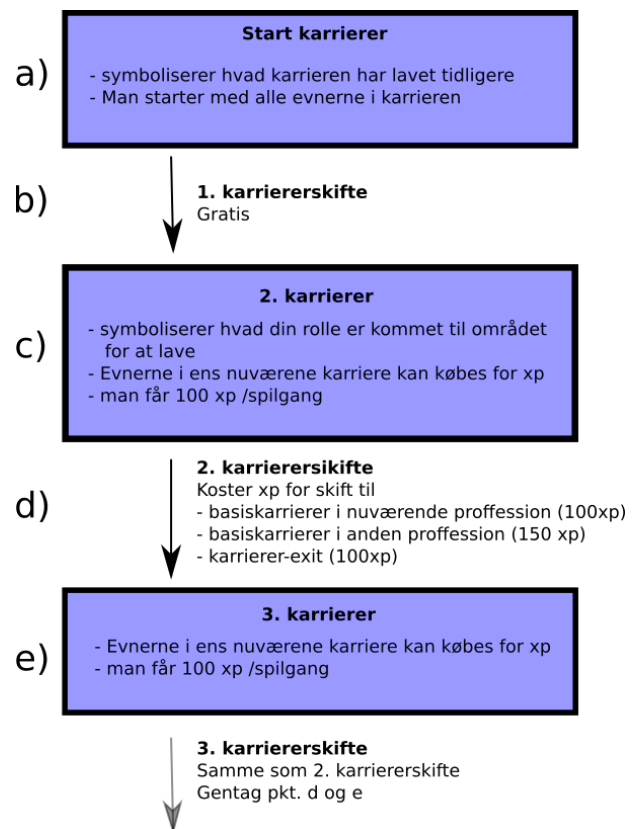 Start karrierer
a)
- symboliserer hvad karrieren har lavet tidligere
- Man starter med alle evnerne i karrieren
b)
1. karriererskifte
Gratis
2. karrierer
c)
- symboliserer hvad din rolle er kommet til området
for at lave
- Evnerne i ens nuværene karriere kan købes for xp
- man får 100 xp /spilgang
d)
2. karrierersikifte
Koster xp for skift til
- basiskarrierer i nuværende proffession (100xp)
- basiskarrierer i anden proffession (150 xp)
- karrierer-exit (100xp)
3. karrierer
e)
- Evnerne i ens nuværene karriere kan købes for xp
- man får 100 xp /spilgang
3. karriererskifte
Samme som 2. karriererskifte
Gentag pkt. d og e